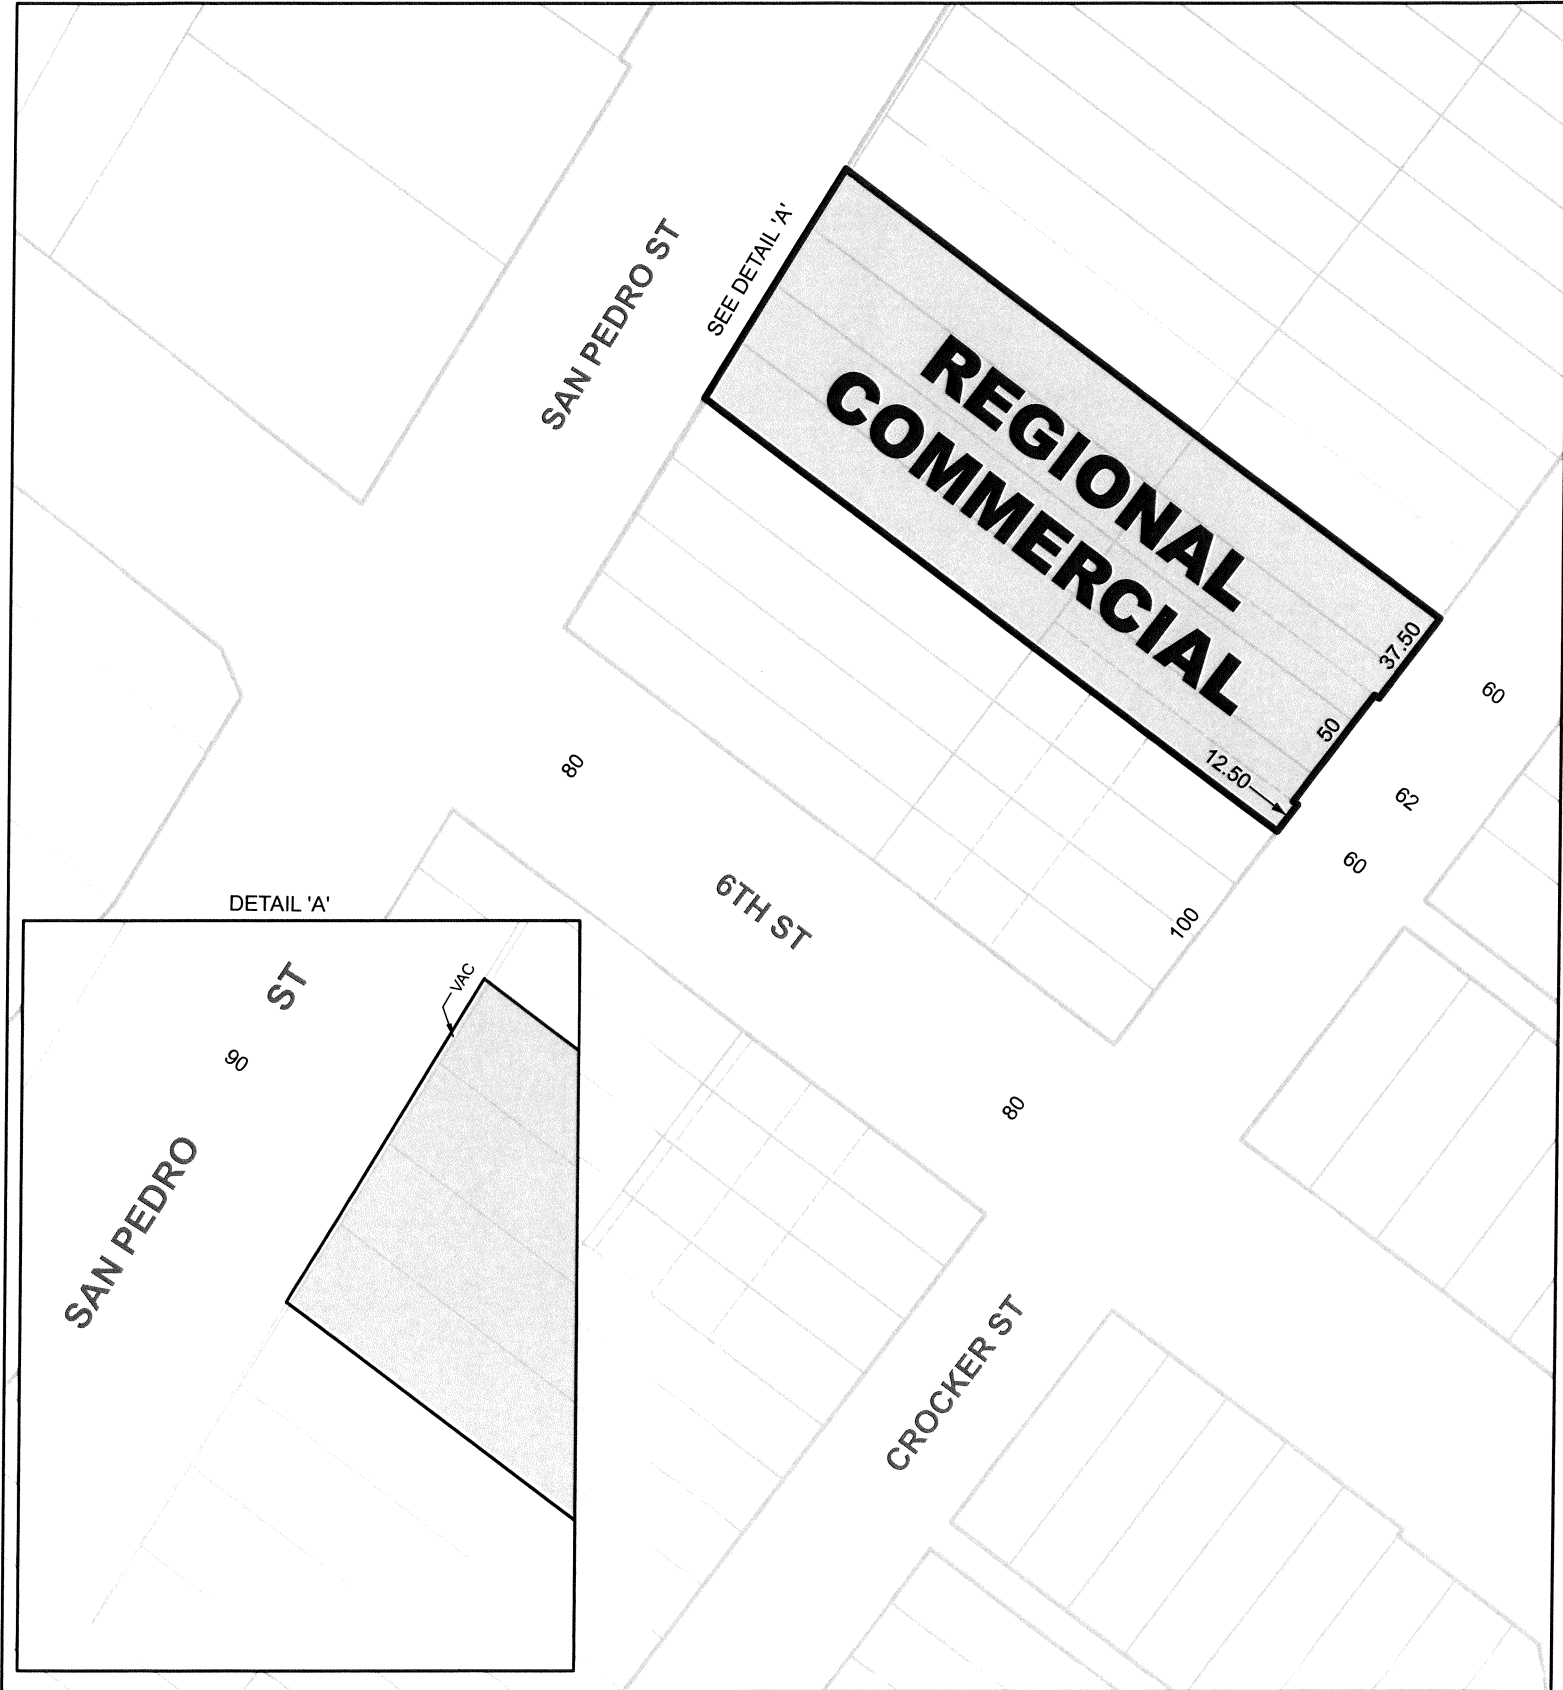 SAN PEDRO ST
SEE DETAIL 'A'
REGIONAL
COMMERCIAL
37.50
50
12.50
60
62
60
100
80
6TH ST
80
CROCKER ST
DETAIL 'A'
VAC
ST
90
SAN PEDRO